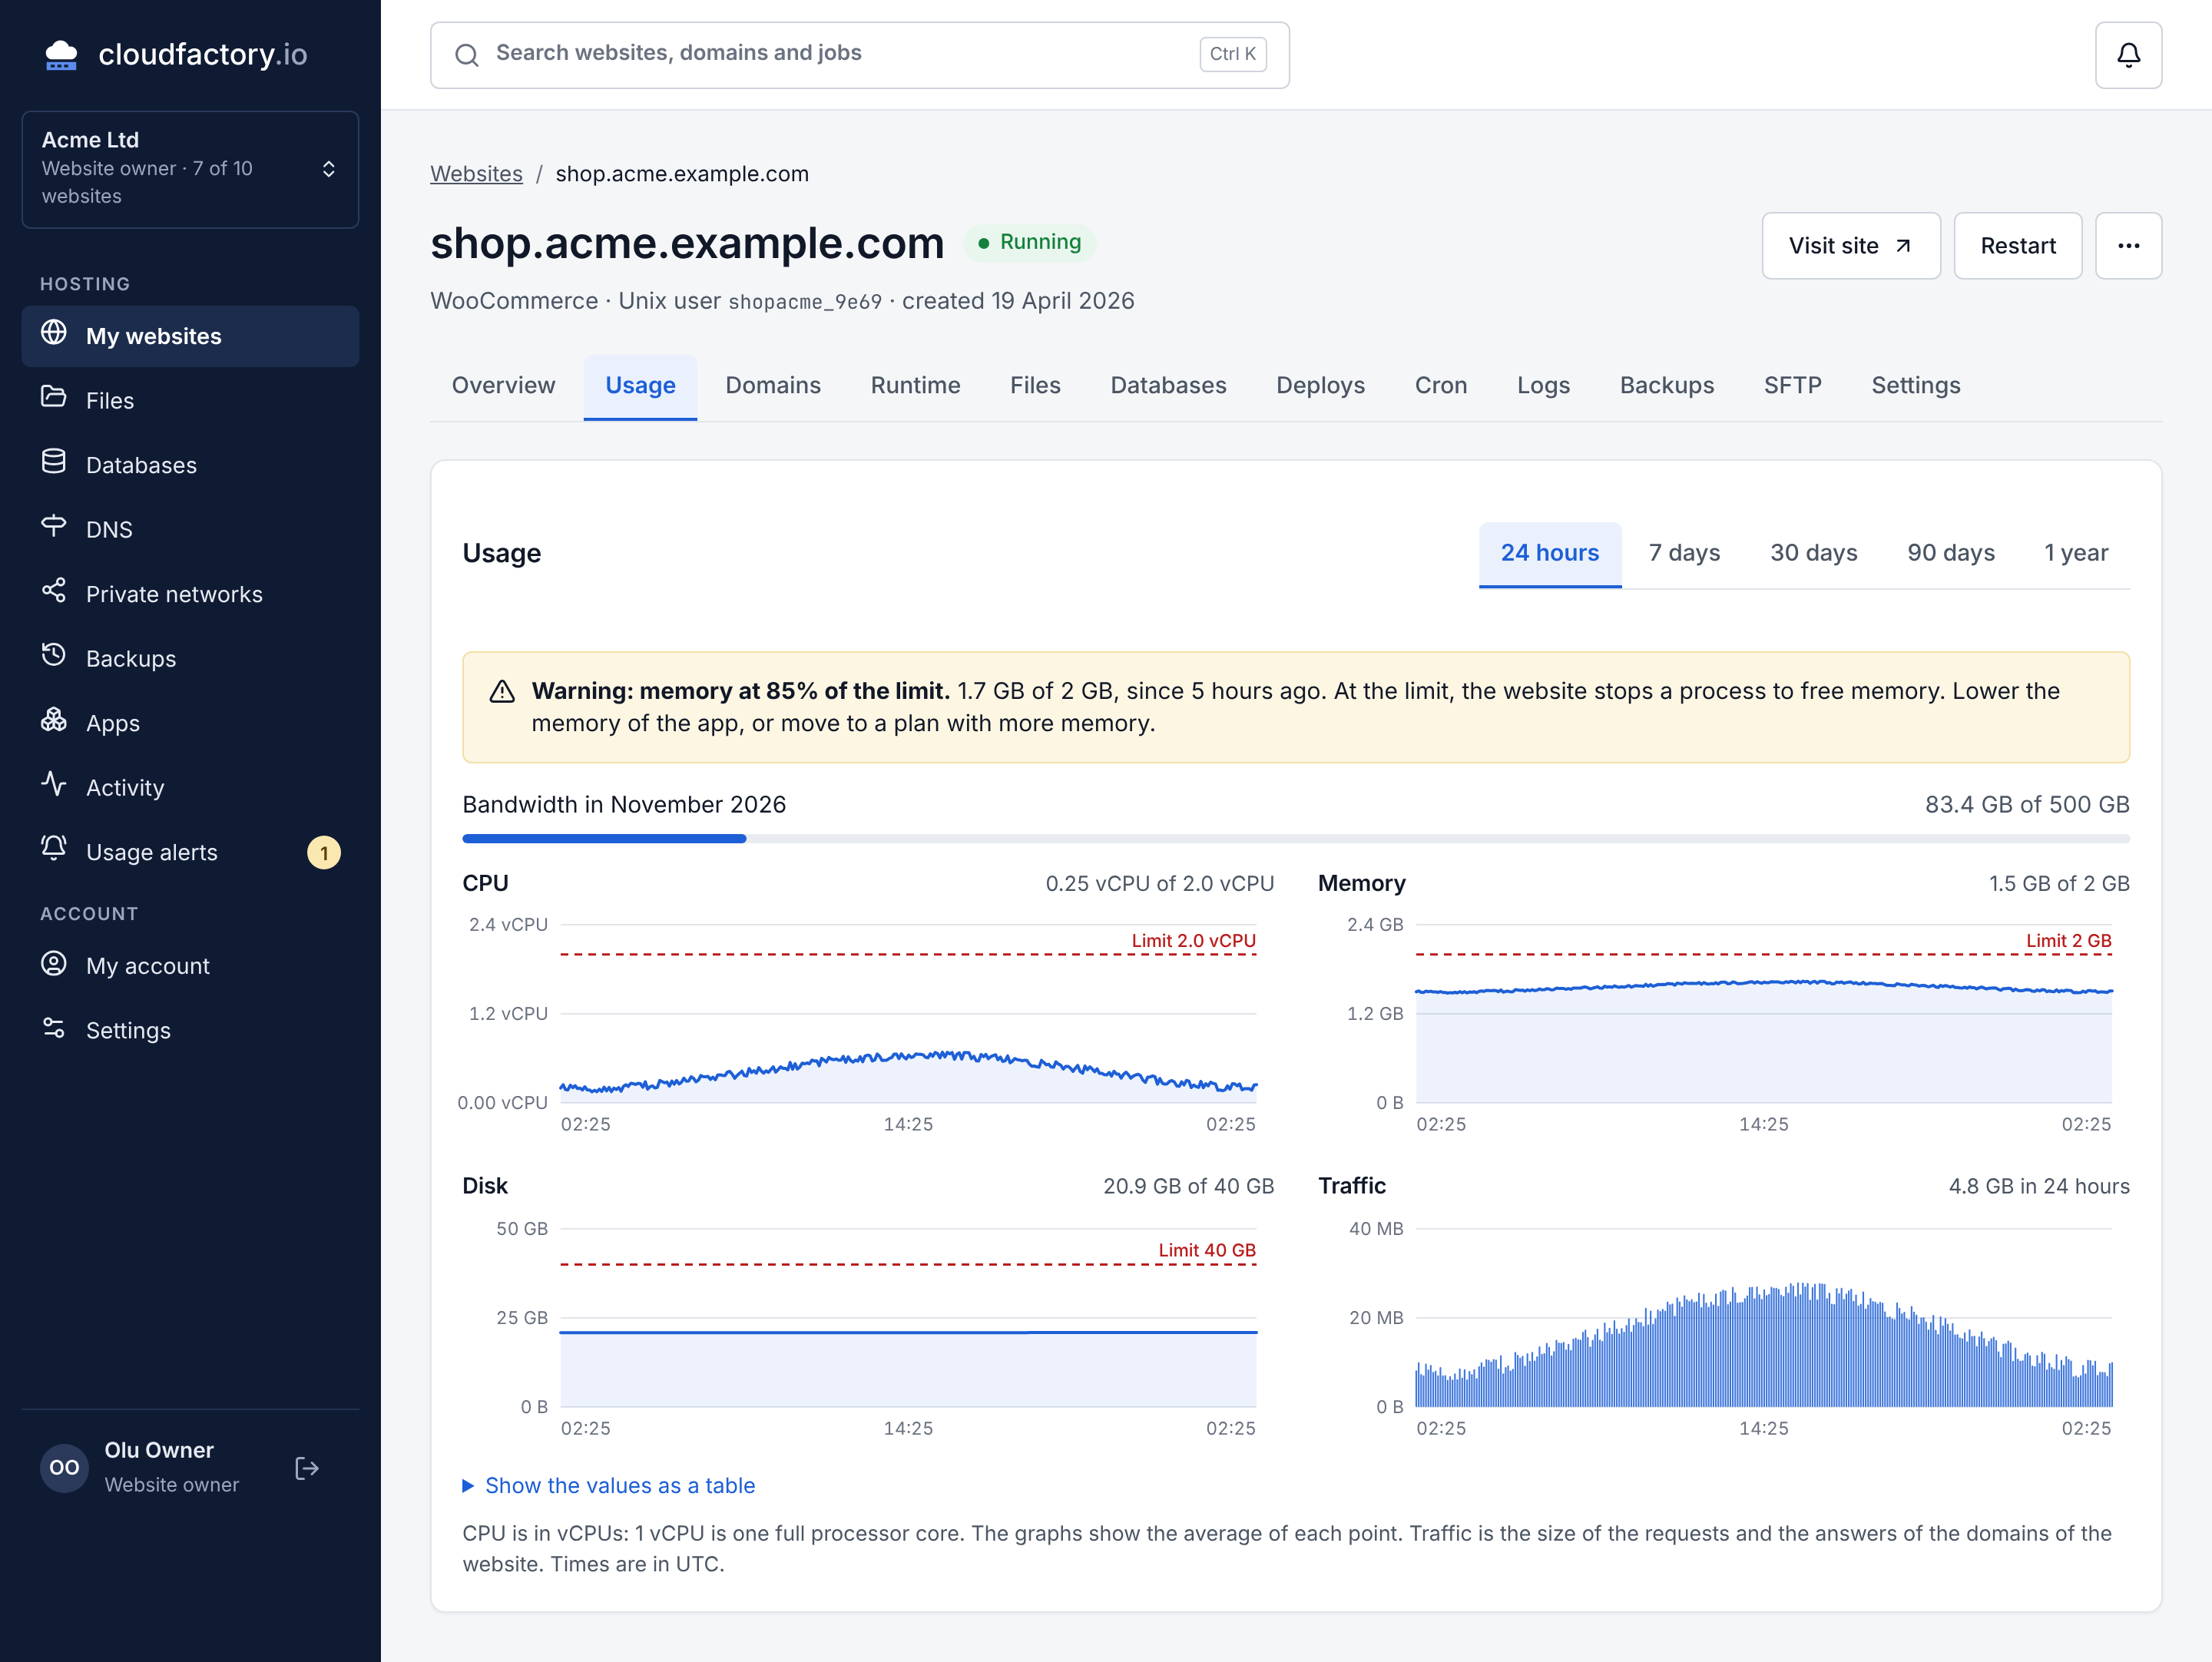 cloudfactory.io
Search websites, domains and jobs
Ctrl K
Acme Ltd
Website owner · 7 of 10
websites
HOSTING
My websites
Files
Databases
DNS
Private networks
Backups
Apps
Activity
Usage alerts
1
ACCOUNT
My account
Settings
OO
Olu Owner
Website owner
Websites / shop.acme.example.com
shop.acme.example.com
Running
Visit site
Restart
WooCommerce · Unix user shopacme_9e69 · created 19 April 2026
Overview
Usage
Domains
Runtime
Files
Databases
Deploys
Cron
Logs
Backups
SFTP
Settings
Usage
24 hours
7 days
30 days
90 days
1 year
Warning: memory at 85% of the limit. 1.7 GB of 2 GB, since 5 hours ago. At the limit, the website stops a process to free memory. Lower the
memory of the app, or move to a plan with more memory.
Bandwidth in November 2026
83.4 GB of 500 GB
CPU
0.25 vCPU of 2.0 vCPU
2.4 vCPU
Limit 2.0 vCPU
1.2 vCPU
0.00 vCPU
02:25
14:25
02:25
Memory
1.5 GB of 2 GB
2.4 GB
Limit 2 GB
1.2 GB
0 B
02:25
14:25
02:25
Disk
20.9 GB of 40 GB
50 GB
Limit 40 GB
25 GB
0 B
02:25
14:25
02:25
Traffic
4.8 GB in 24 hours
40 MB
20 MB
0 B
02:25
14:25
02:25
Show the values as a table
CPU is in vCPUs: 1 vCPU is one full processor core. The graphs show the average of each point. Traffic is the size of the requests and the answers of the domains of the
website. Times are in UTC.